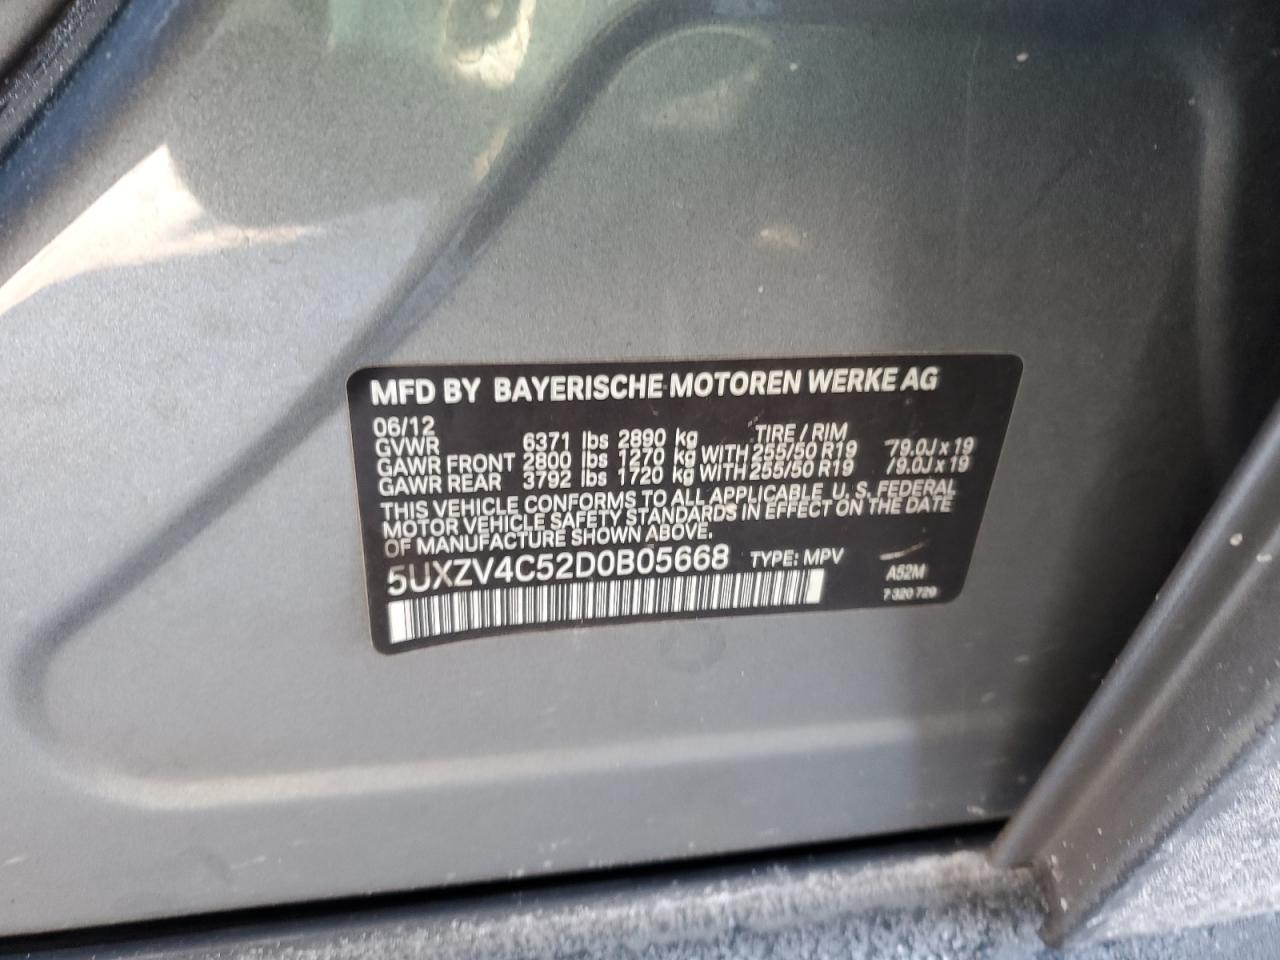 MFD BY BAYERISCHE MOTOREN WERKE AG
06/12 TIRE / RIM
GVWR 6371 lbs 2890 kg
GAWR FRONT 2800 lbs 1270 kg WITH 255/50 R19 /9.0J x 19
GAWR REAR 3792 lbs 1720 kg WITH 255/50 R19 /9.0J x 19
THIS VEHICLE CONFORMS TO ALL APPLICABLE U. S. FEDERAL
MOTOR VEHICLE SAFETY STANDARDS IN EFFECT ON THE DATE
OF MANUFACTURE SHOWN ABOVE.
5UXZV4C52D0B05668 TYPE: MPV A52M
7 320 729